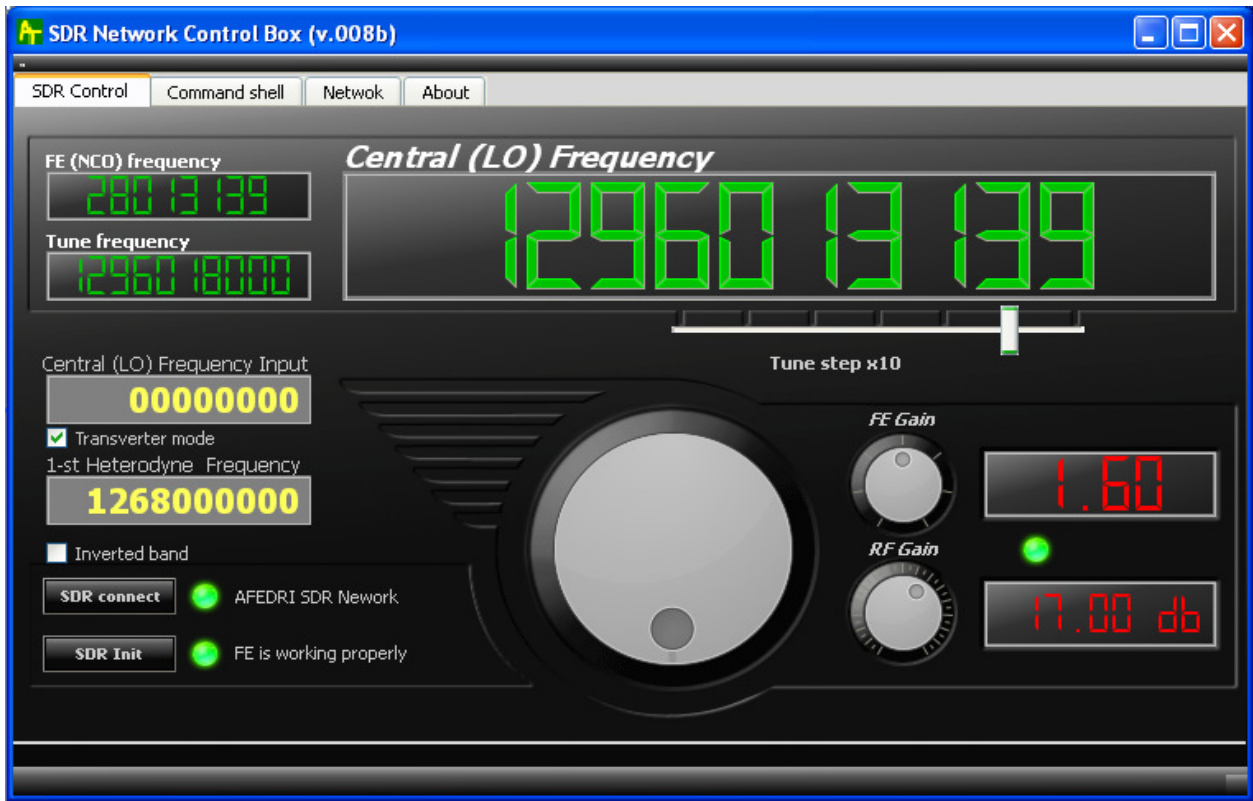 SDR Network Control Box (v.008b)
SDR Control Command shell Netwok About
FE (NCO) frequency
28013139
Tune frequency
1296018000
Central (LO) Frequency
1296013139
Tune step x10
Central (LO) Frequency Input
00000000
Transverter mode
1-st Heterodyne Frequency
1268000000
Inverted band
SDR connect
AFEDRI SDR Nework
SDR Init
FE is working properly
FE Gain
1.60
RF Gain
17.00 db